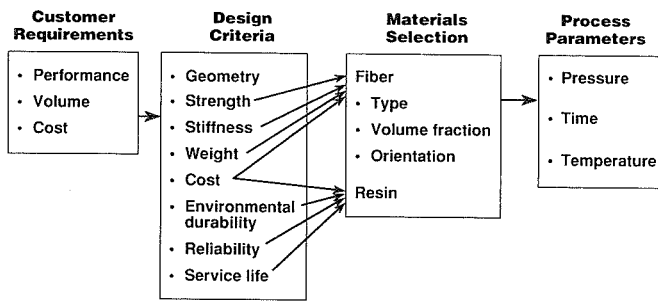 Customer Requirements
• Performance
• Volume
• Cost
Design Criteria
• Geometry
• Strength
• Stiffness
• Weight
• Cost
• Environmental
durability
• Reliability
• Service life
Materials Selection
Fiber
• Type
• Volume fraction
• Orientation
Resin
Process Parameters
• Pressure
• Time
• Temperature